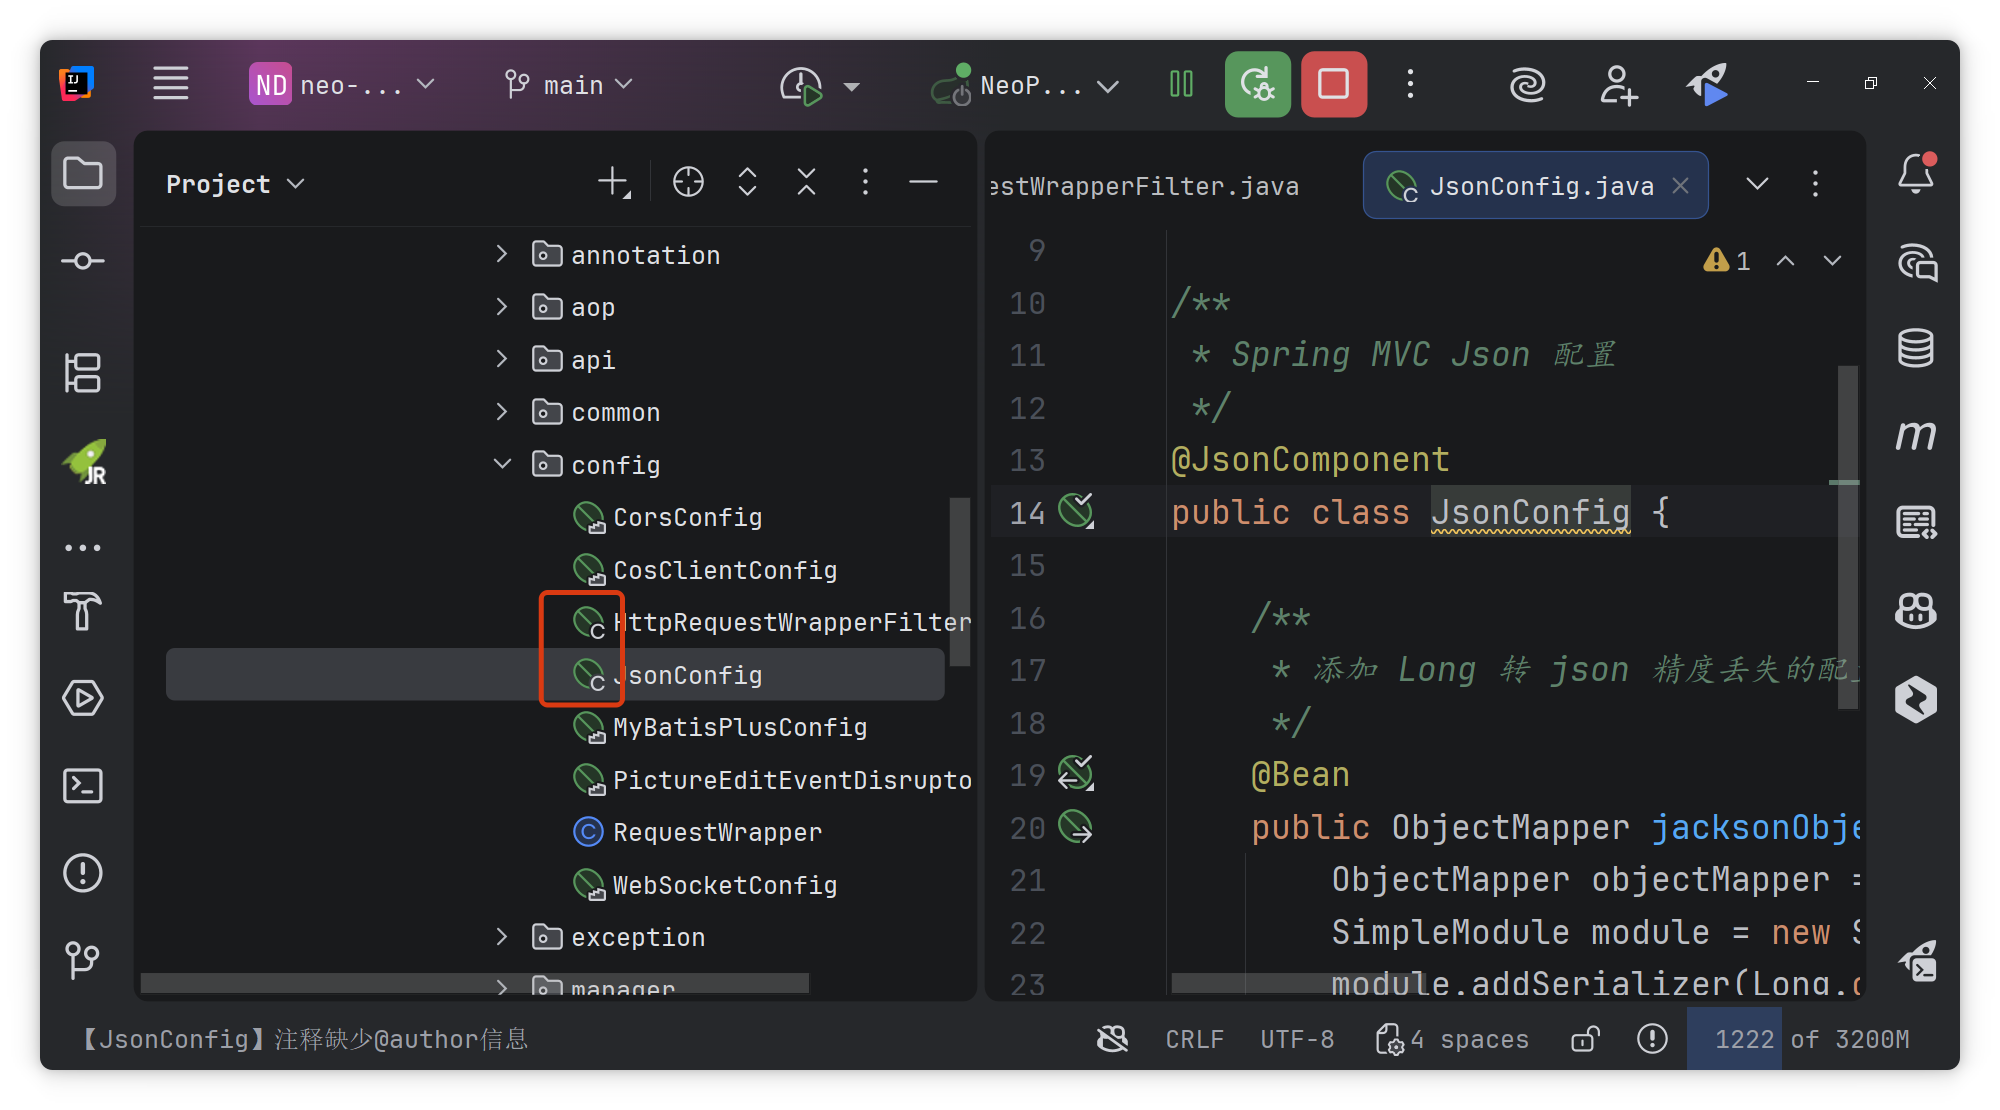 ND neo-... main NeoP...
Project
annotation
aop
api
common
config
CorsConfig
CosClientConfig
HttpRequestWrapperFilter
JsonConfig
MyBatisPlusConfig
PictureEditEventDisrupto
RequestWrapper
WebSocketConfig
exception
manager
estWrapperFilter.java JsonConfig.java
1
9
10 /**
11 * Spring MVC Json 配置
12 */
13 @JsonComponent
14 public class JsonConfig {
15
16 /**
17 * 添加 Long 转 json 精度丢失的配
18 */
19 @Bean
20 public ObjectMapper jacksonObje
21 ObjectMapper objectMapper =
22 SimpleModule module = new S
23 module.addSerializer(Long.c
【JsonConfig】注释缺少@author信息 CRLF UTF-8 4 spaces 1222 of 3200M